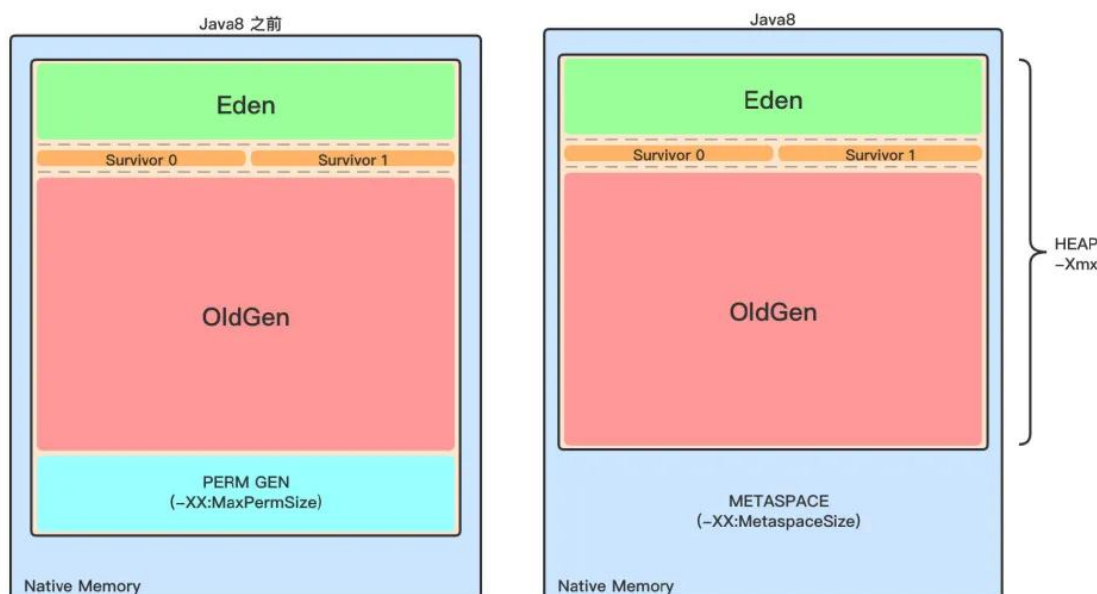 Java8 之前
Eden
Survivor 0
Survivor 1
OldGen
PERM GEN
(-XX:MaxPermSize)
Native Memory
Java8
Eden
Survivor 0
Survivor 1
OldGen
METASPACE
(-XX:MetaspaceSize)
Native Memory
HEAP
-Xmx